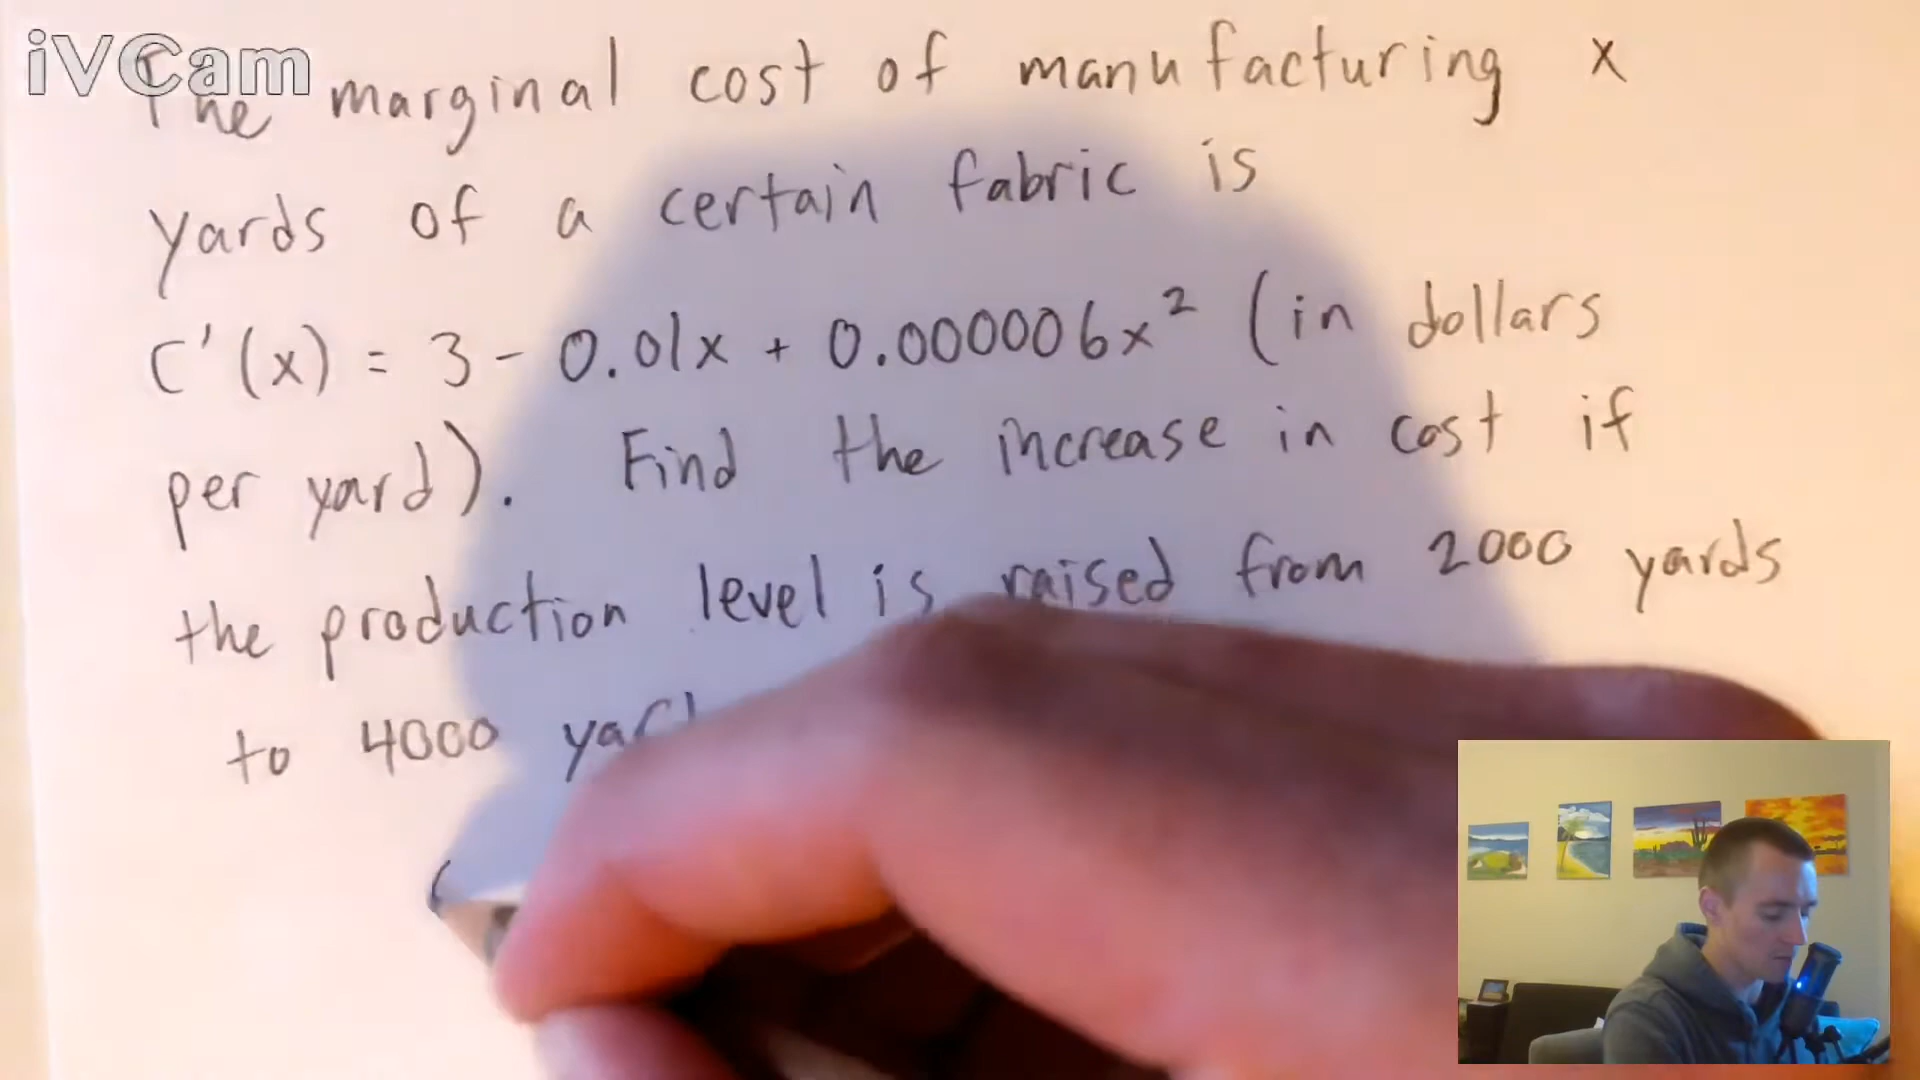 iVCam
The marginal cost of manufacturing x
yards of a certain fabric is
C'(x) = 3 - 0.01x + 0.000006x² (in dollars
per yard). Find the increase in cost if
the production level is raised from 2000 yards
to 4000